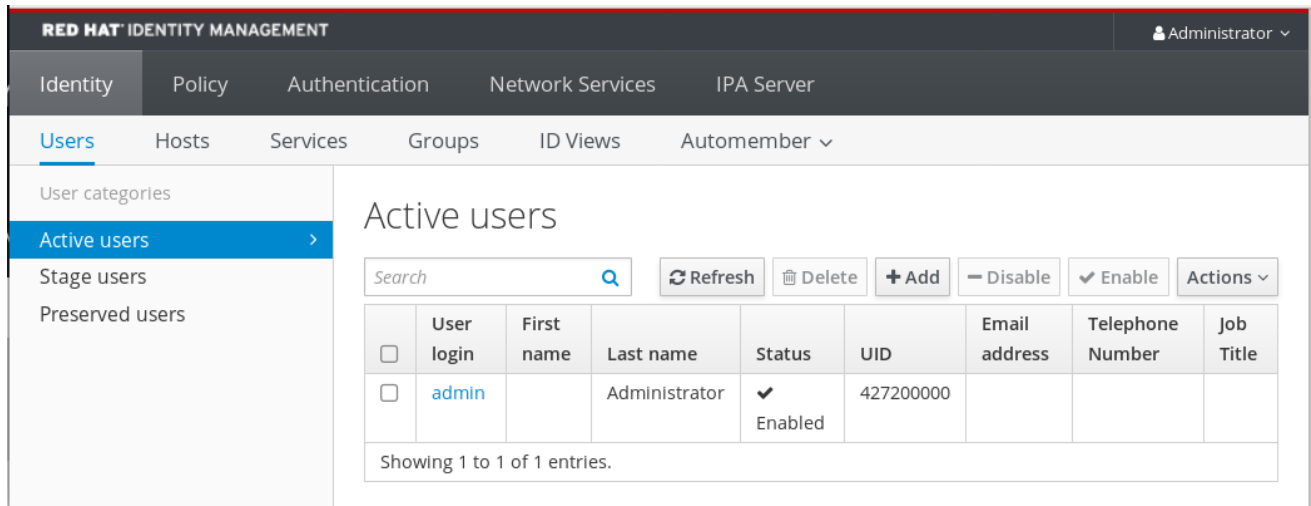 RED HAT® IDENTITY MANAGEMENT
Administrator
Identity Policy Authentication Network Services IPA Server
Users Hosts Services Groups ID Views Automember
User categories
Active users
Stage users
Preserved users
Active users
Search Refresh Delete Add Disable Enable Actions
User login First name Last name Status UID Email address Telephone Number Job Title
admin Administrator Enabled 427200000
Showing 1 to 1 of 1 entries.